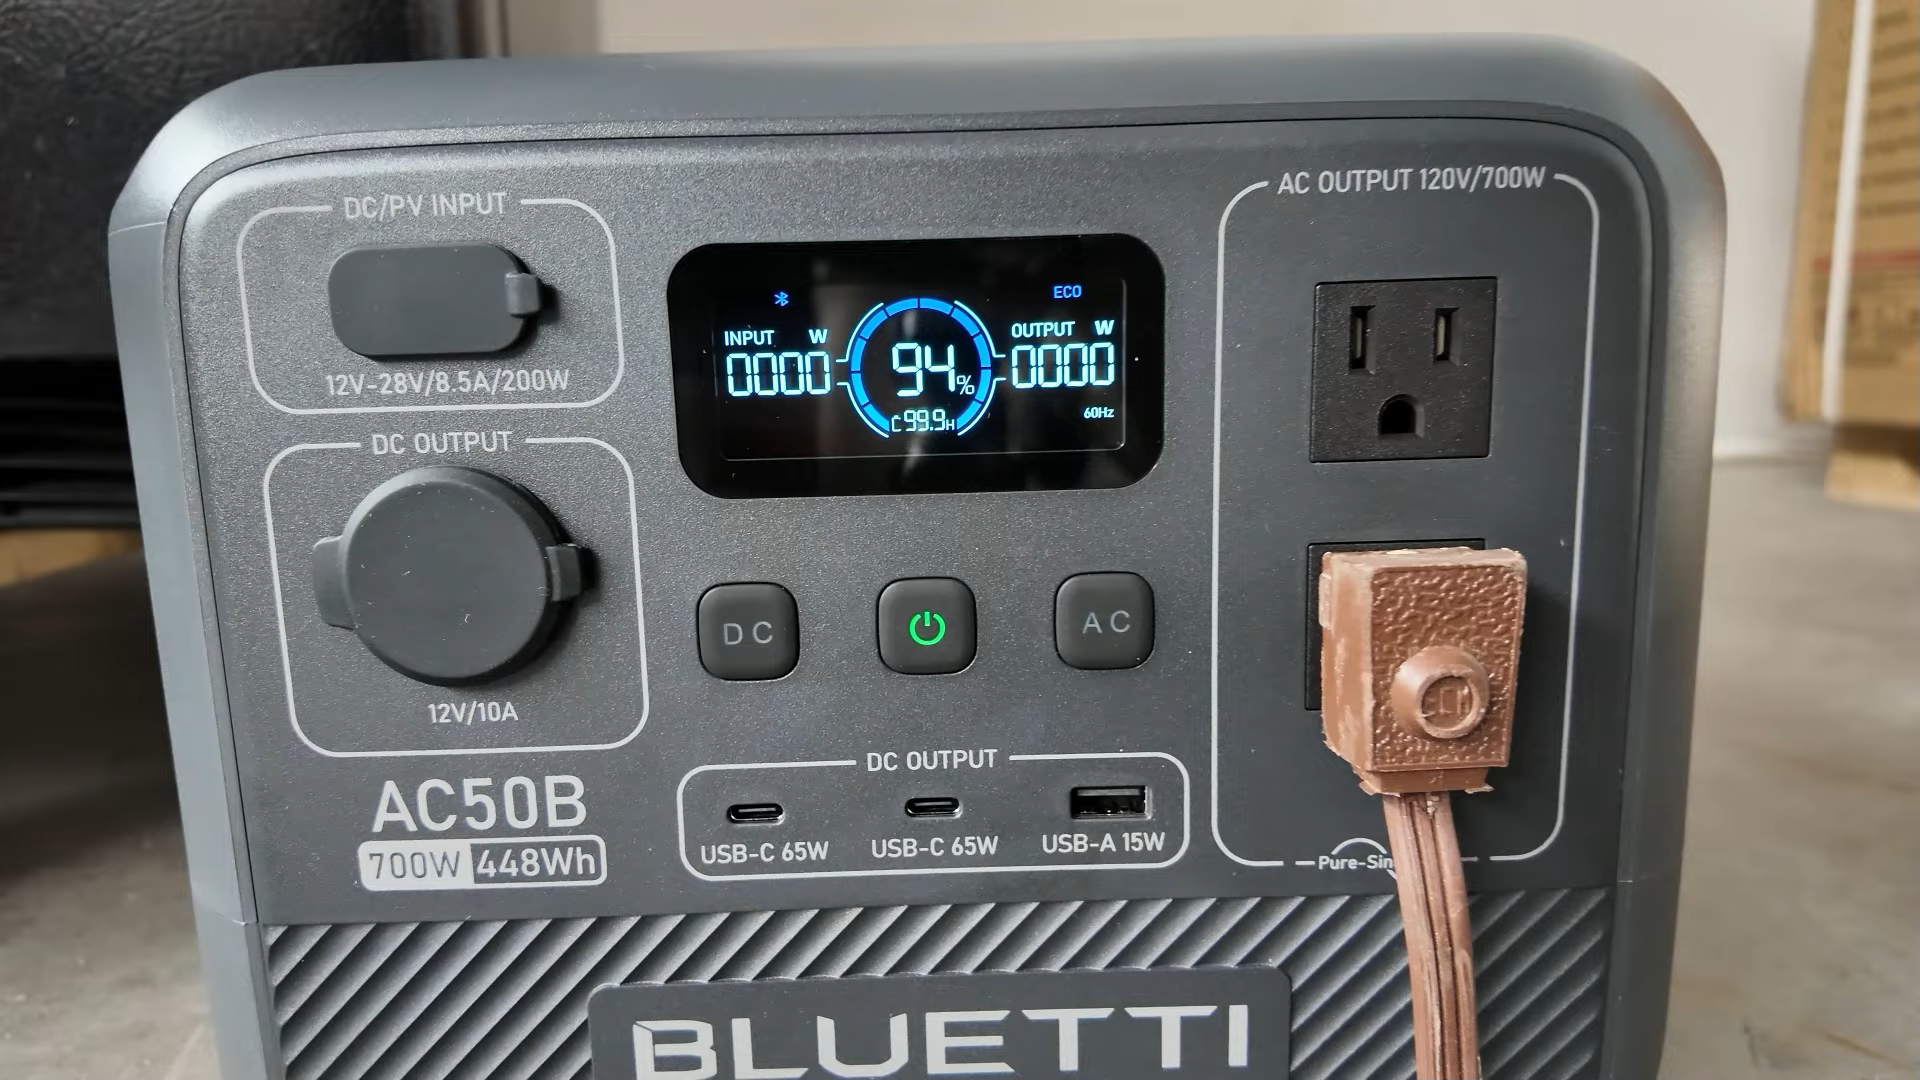 DC/PV INPUT
12V-28V/8.5A/200W
DC OUTPUT
12V/10A
AC50B
700W 448Wh
ECO
INPUT W
0000
94%
99.9H
OUTPUT W
0000
60Hz
DC
AC
DC OUTPUT
USB-C 65W
USB-C 65W
USB-A 15W
AC OUTPUT 120V/700W
Pure-Sin
BLUETTI